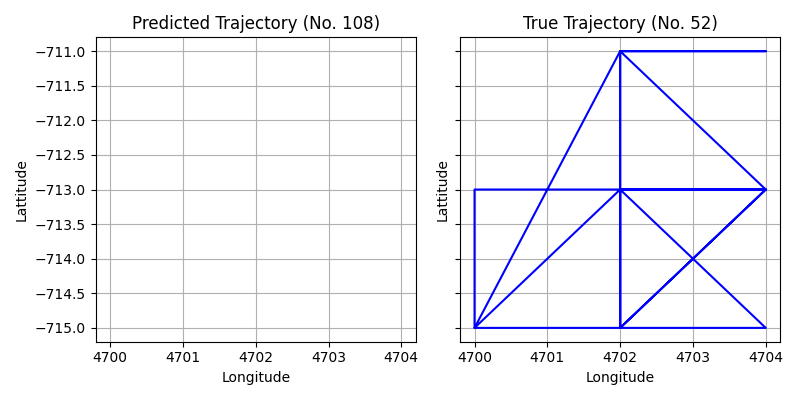 Predicted Trajectory (No. 108)
Lattitude
−711.0
−711.5
−712.0
−712.5
−713.0
−713.5
−714.0
−714.5
−715.0
4700 4701 4702 4703 4704
Longitude
True Trajectory (No. 52)
Lattitude
4700 4701 4702 4703 4704
Longitude